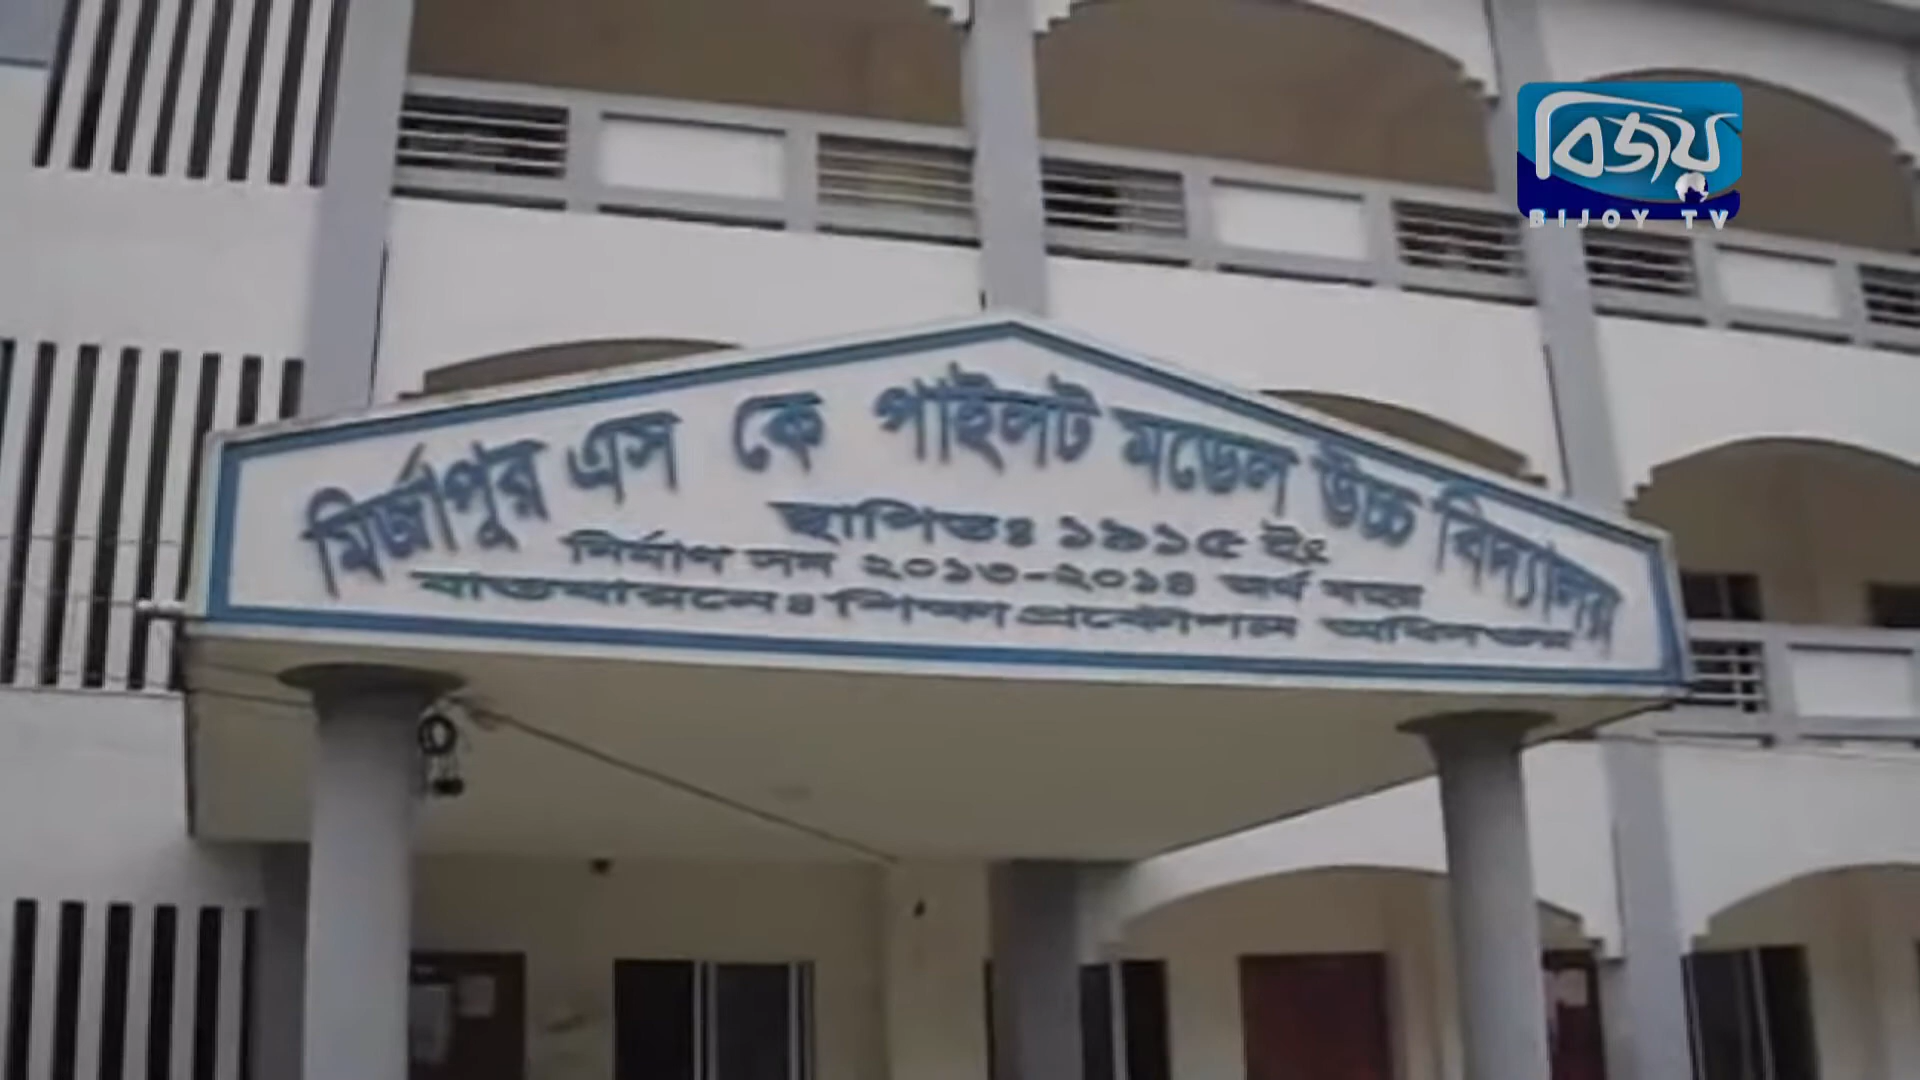 বিজয়
BIJOY TV
মির্জাপুর এস কে পাইলট মডেল উচ্চ বিদ্যালয়
স্থাপিতঃ ১৯১৫ ইং
নির্মাণ সন ২০১৩-২০১৪ অর্থ বছর
বাস্তবায়নেঃ শিক্ষা প্রকৌশল অধিদপ্তর